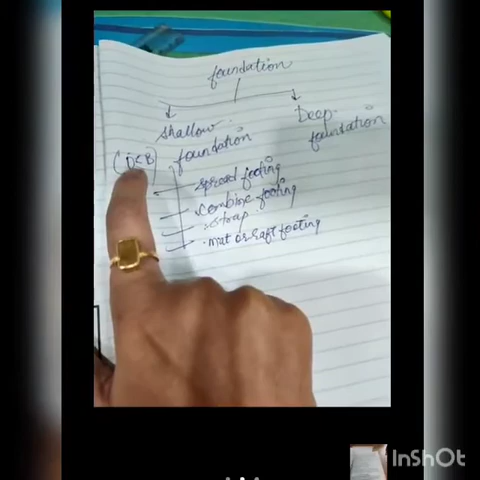 foundation
shallow foundation
Deep foundation
(D<B)
spread footing
combine footing
strap
mat or raft footing
InShOt